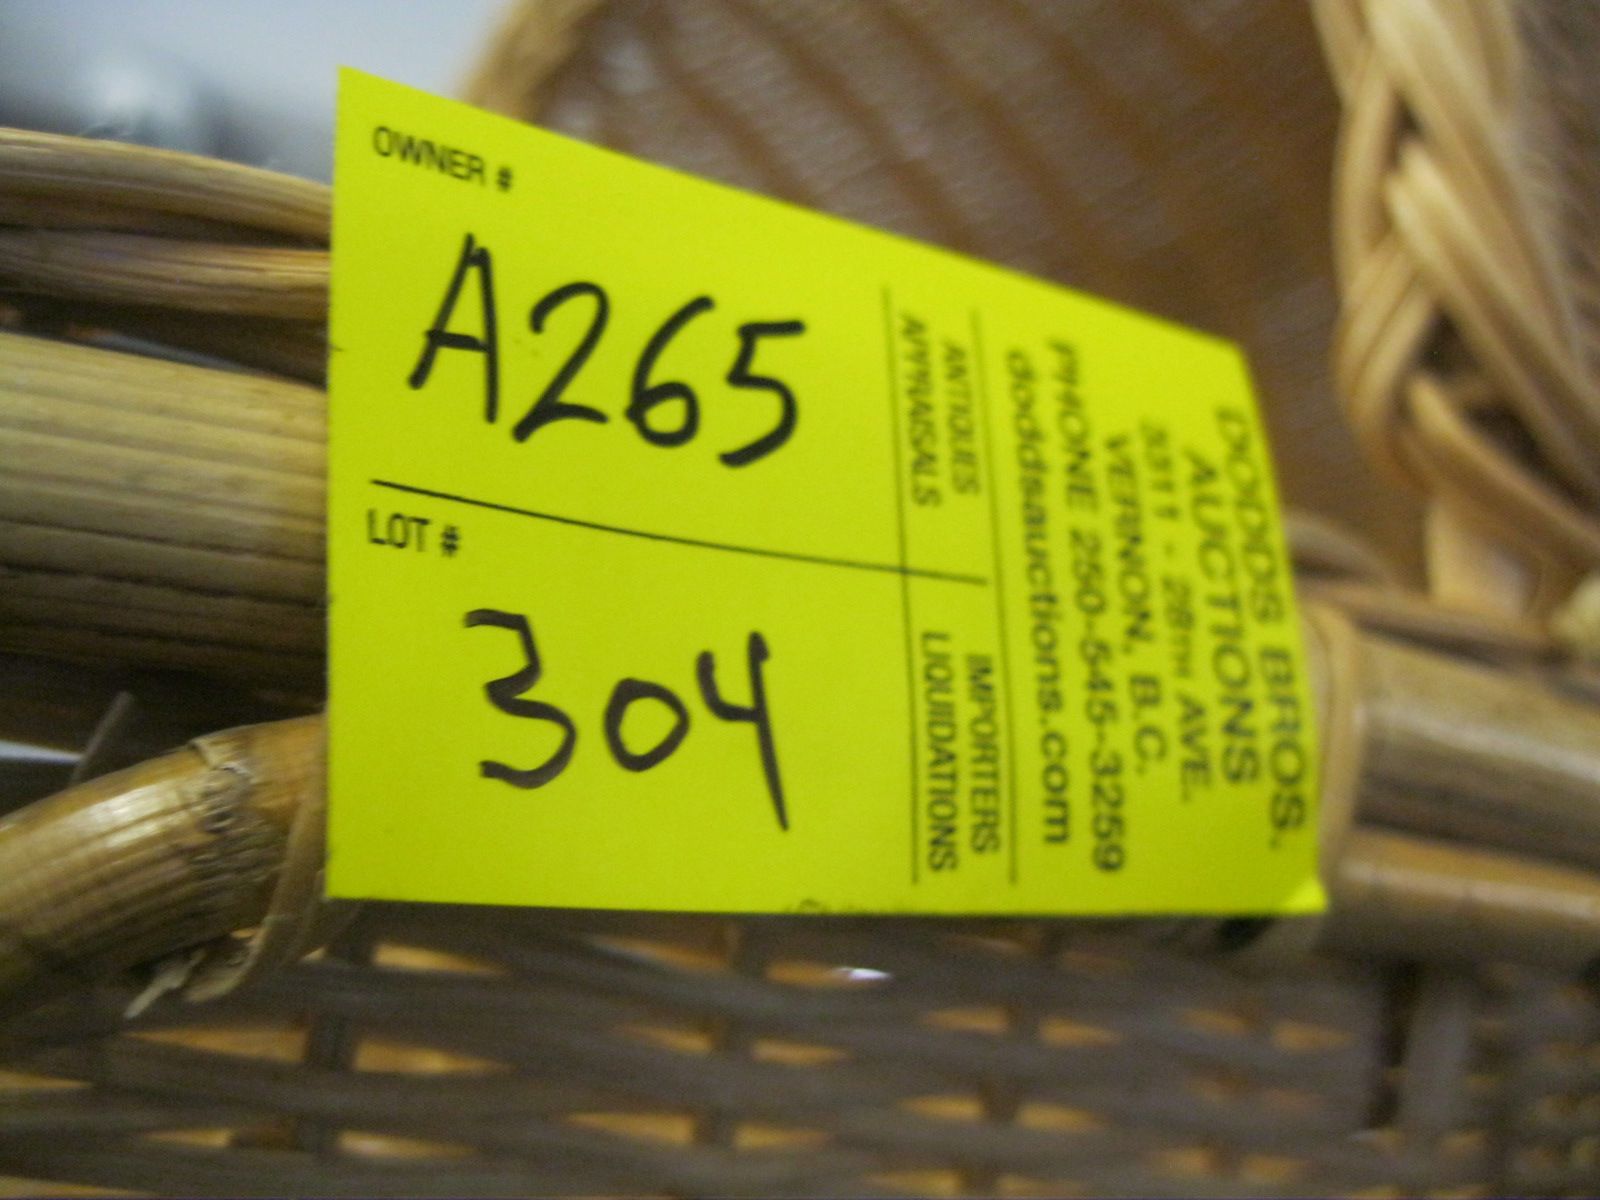 OWNER #
A265
LOT #
304
DODDS BROS.
AUCTIONS
3311 - 28TH AVE.
VERNON, B.C.
PHONE 250-545-3259
doddsauctions.com
ANTIQUES
APPRAISALS
IMPORTERS
LIQUIDATIONS